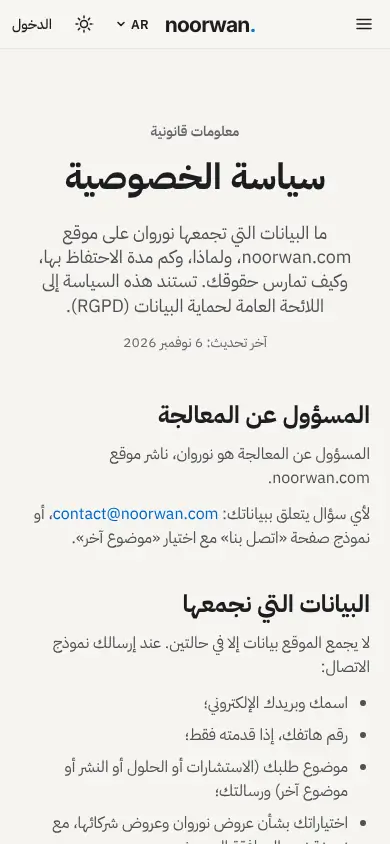 noorwan.
AR
الدخول
معلومات قانونية
سياسة الخصوصية
ما البيانات التي تجمعها نوروان على موقع
noorwan.com، ولماذا، وكم مدة الاحتفاظ بها،
وكيف تمارس حقوقك. تستند هذه السياسة إلى
اللائحة العامة لحماية البيانات (RGPD).
آخر تحديث: 6 نوفمبر 2026
المسؤول عن المعالجة
المسؤول عن المعالجة هو نوروان، ناشر موقع
noorwan.com.
لأي سؤال يتعلق ببياناتك: contact@noorwan.com، أو
نموذج صفحة «اتصل بنا» مع اختيار «موضوع آخر».
البيانات التي نجمعها
لا يجمع الموقع بيانات إلا في حالتين. عند إرسالك نموذج
الاتصال:
• اسمك وبريدك الإلكتروني؛
• رقم هاتفك، إذا قدمته فقط؛
• موضوع طلبك (الاستشارات أو الحلول أو النشر أو
موضوع آخر) ورسالتك؛
• اختياراتك بشأن عروض نوروان وعروض شركائها، مع